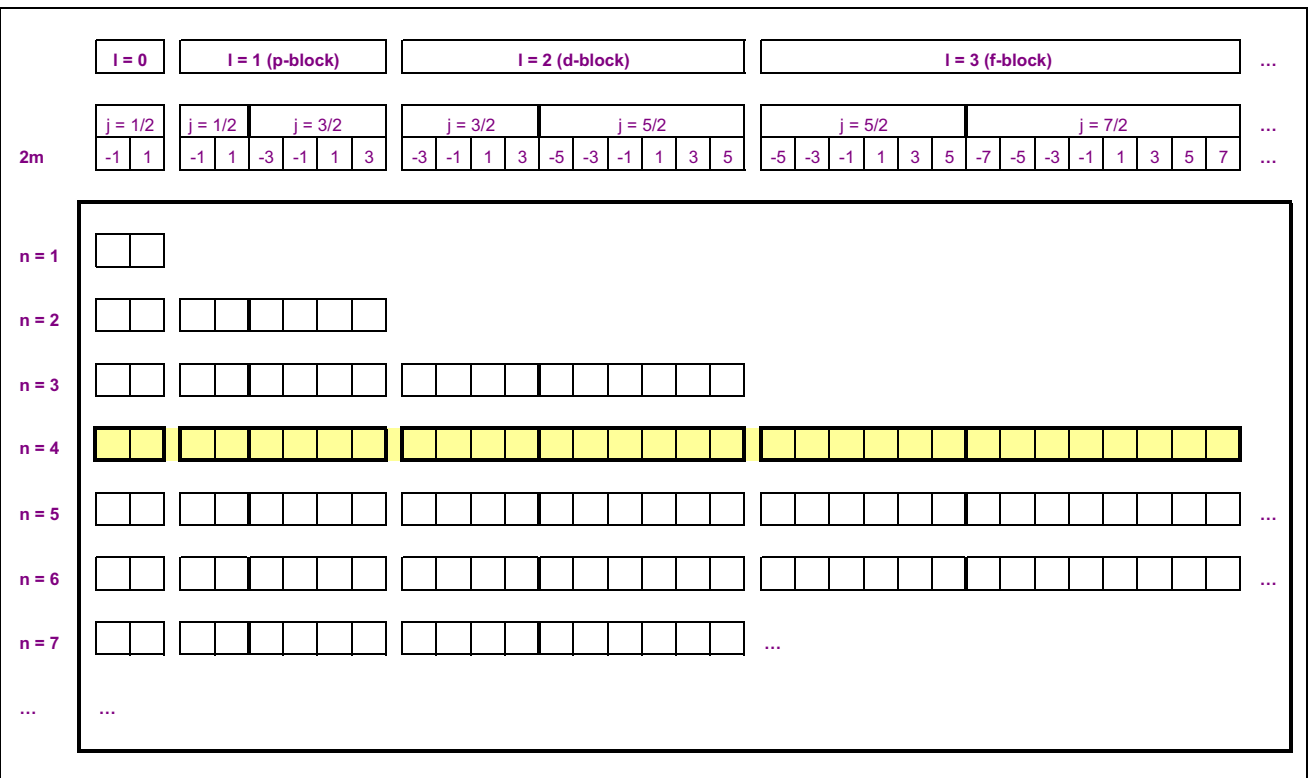 l = 0 l = 1 (p-block) l = 2 (d-block) l = 3 (f-block) ...
j = 1/2 j = 1/2 j = 3/2 j = 3/2 j = 5/2 j = 5/2 j = 7/2 ...
2m -1 1 -1 1 -3 -1 1 3 -3 -1 1 3 -5 -3 -1 1 3 5 -5 -3 -1 1 3 5 -7 -5 -3 -1 1 3 5 7 ...
n = 1
n = 2
n = 3
n = 4
n = 5 ...
n = 6 ...
n = 7 ...
... ...